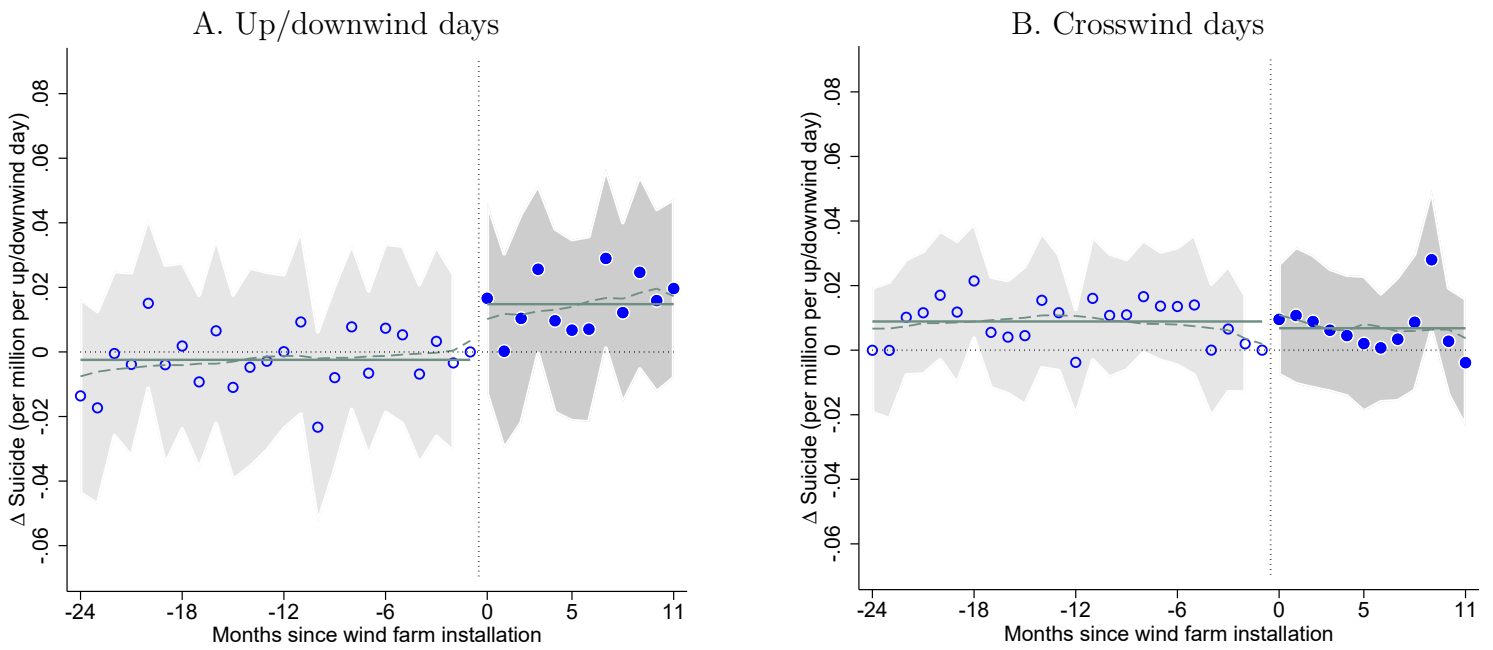 A. Up/downwind days
Δ Suicide (per million per up/downwind day)
.08
.06
.04
.02
0
-.02
-.04
-.06
-24 -18 -12 -6 0 5 11
Months since wind farm installation
B. Crosswind days
Δ Suicide (per million per up/downwind day)
.08
.06
.04
.02
0
-.02
-.04
-.06
-24 -18 -12 -6 0 5 11
Months since wind farm installation